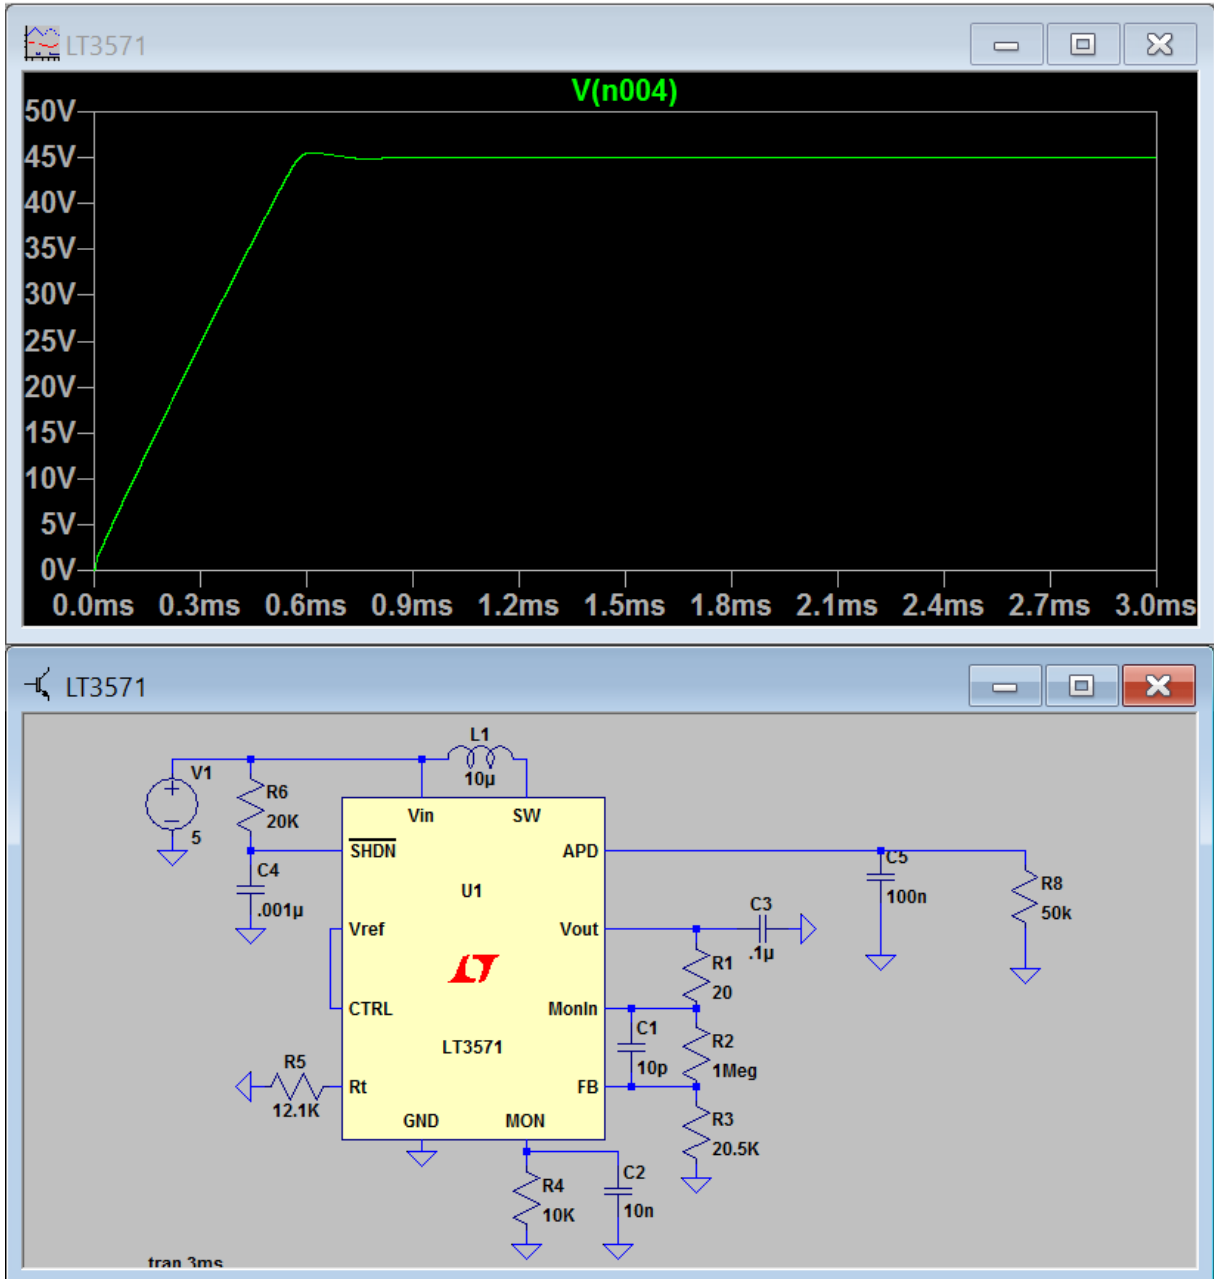 LT3571
V(n004)
50V
45V
40V
35V
30V
25V
20V
15V
10V
5V
0V
0.0ms 0.3ms 0.6ms 0.9ms 1.2ms 1.5ms 1.8ms 2.1ms 2.4ms 2.7ms 3.0ms
LT3571
L1
10µ
V1
5
R6
20K
C4
.001µ
Vin
SW
SHDN
APD
U1
Vref
Vout
CTRL
MonIn
LT3571
Rt
FB
GND
MON
R5
12.1K
C3
.1µ
C5
100n
R8
50k
R1
20
C1
10p
R2
1Meg
R3
20.5K
R4
10K
C2
10n
tran 3ms